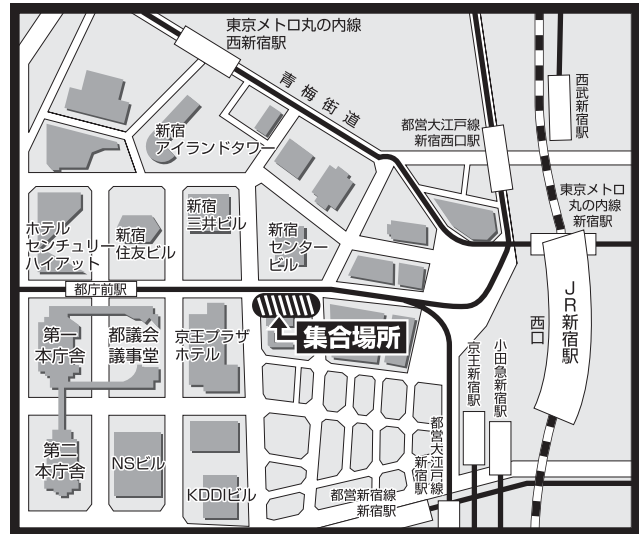 東京メトロ丸の内線
西新宿駅
青梅街道
西武新宿駅
都営大江戸線
新宿西口駅
新宿
アイランドタワー
東京メトロ
丸の内線
新宿駅
ホテル
センチュリー
ハイアット
新宿
住友ビル
新宿
三井ビル
新宿
センター
ビル
都庁前駅
JR新宿駅
西口
第一
本庁舎
都議会
議事堂
京王プラザ
ホテル
集合場所
京王新宿駅
小田急新宿駅
都営大江戸線
新宿駅
第二
本庁舎
NSビル
KDDIビル
都営新宿線
新宿駅